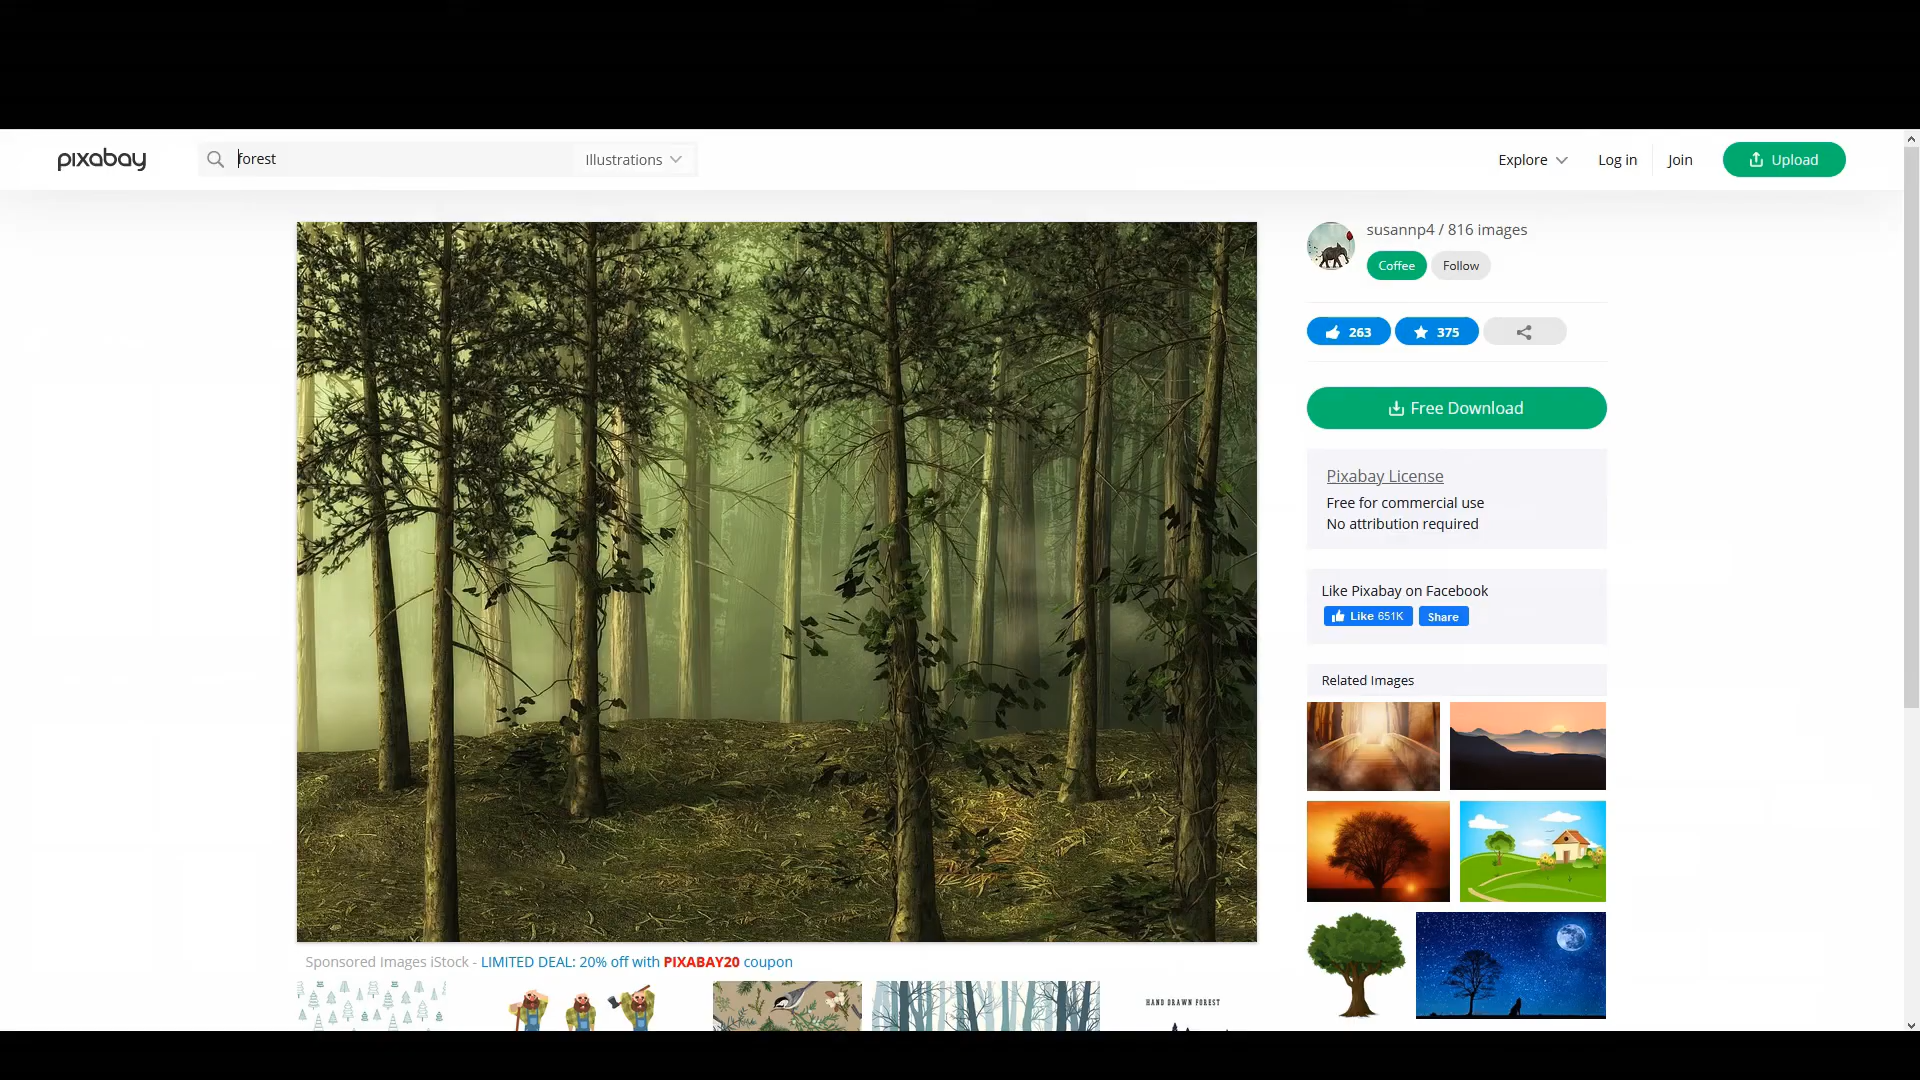 pixabay
forest
Illustrations
Explore
Log in
Join
Upload
susannp4 / 816 images
Coffee
Follow
263
375
Free Download
Pixabay License
Free for commercial use
No attribution required
Like Pixabay on Facebook
Like 651K
Share
Related Images
Sponsored Images iStock - LIMITED DEAL: 20% off with PIXABAY20 coupon
HAND DRAWN FOREST